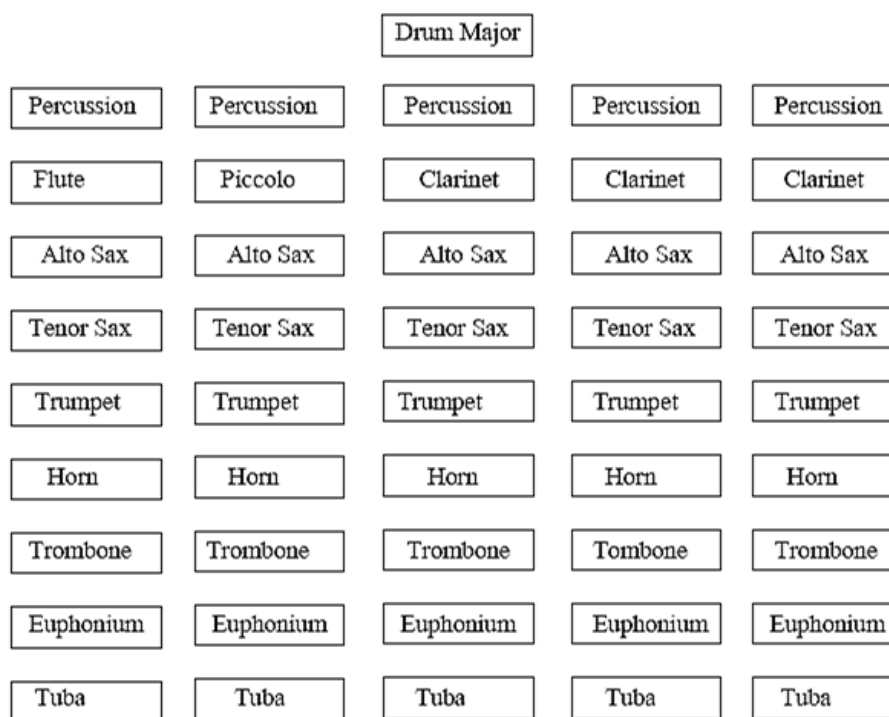 Drum Major
Percussion Percussion Percussion Percussion Percussion
Flute Piccolo Clarinet Clarinet Clarinet
Alto Sax Alto Sax Alto Sax Alto Sax Alto Sax
Tenor Sax Tenor Sax Tenor Sax Tenor Sax Tenor Sax
Trumpet Trumpet Trumpet Trumpet Trumpet
Horn Horn Horn Horn Horn
Trombone Trombone Trombone Tombone Trombone
Euphonium Euphonium Euphonium Euphonium Euphonium
Tuba Tuba Tuba Tuba Tuba